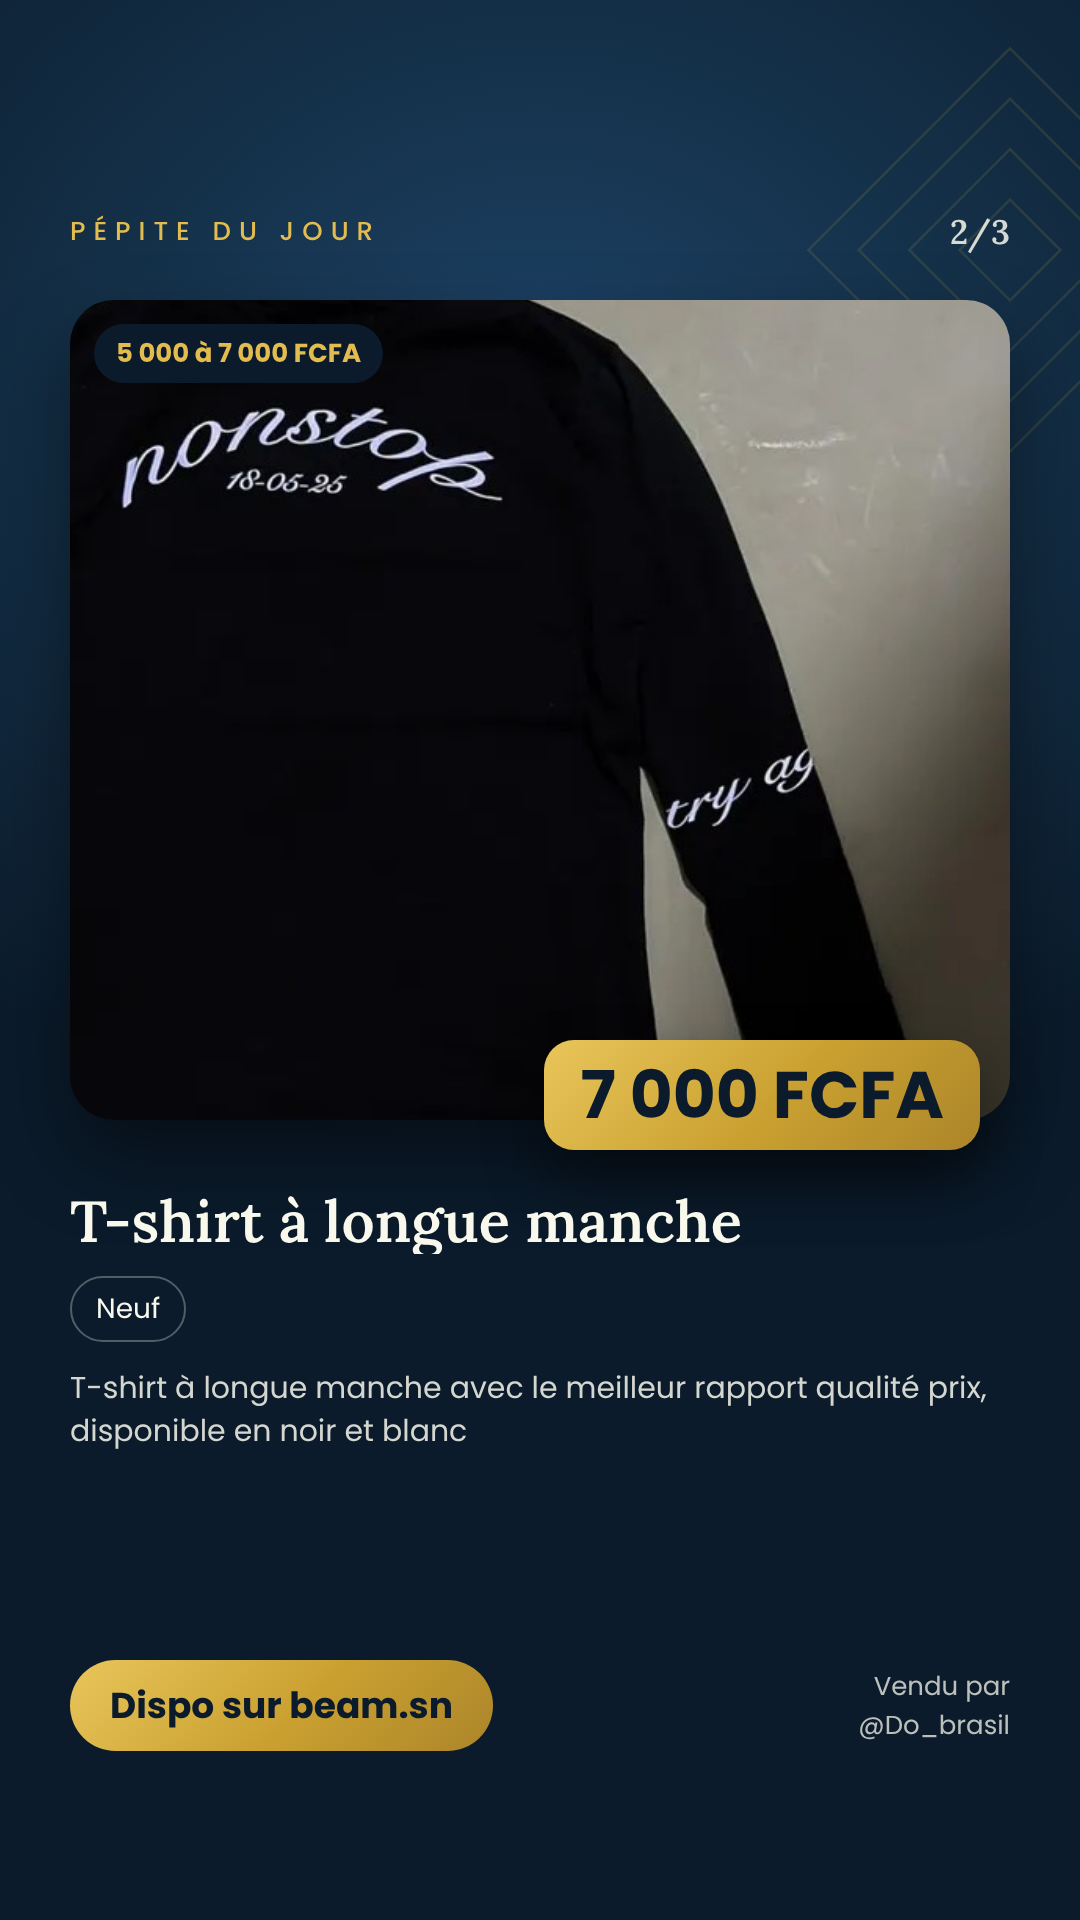 PÉPITE DU JOUR
2/3
5 000 à 7 000 FCFA
nonstop
18-05-25
try ag
7 000 FCFA
T-shirt à longue manche
Neuf
T-shirt à longue manche avec le meilleur rapport qualité prix,
disponible en noir et blanc
Dispo sur beam.sn
Vendu par
@Do_brasil